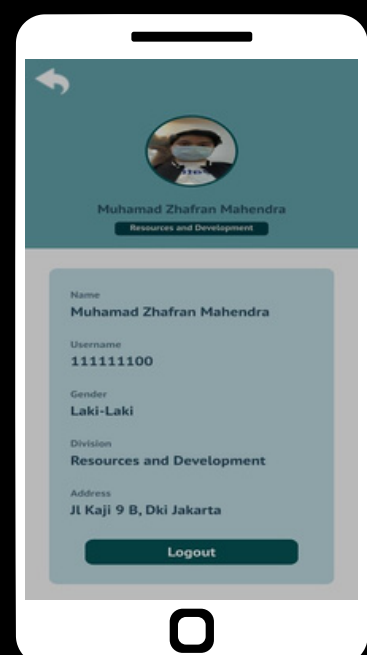 Muhamad Zhafran Mahendra
Resources and Development
Name
Muhamad Zhafran Mahendra
Username
111111100
Gender
Laki-Laki
Division
Resources and Development
Address
Jl Kaji 9 B, Dki Jakarta
Logout